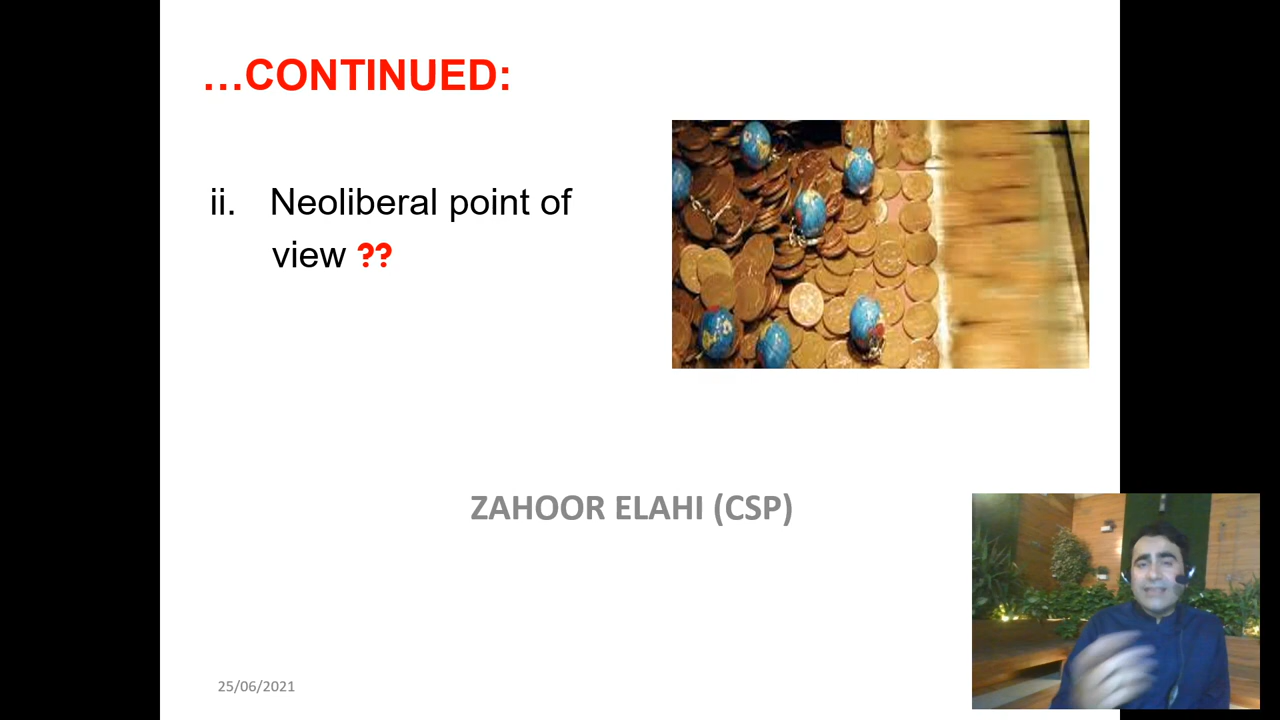 ...CONTINUED:
ii. Neoliberal point of
view ??
ZAHOOR ELAHI (CSP)
25/06/2021